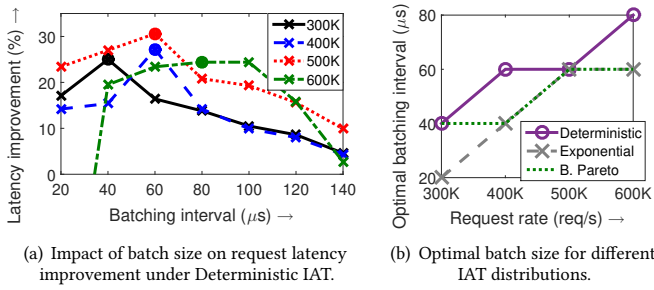 Latency improvement (%) →
30
20
10
0
20 40 60 80 100 120 140
Batching interval (μs) →
300K
400K
500K
600K
(a) Impact of batch size on request latency
improvement under Deterministic IAT.
Optimal batching interval (μs)
80
60
40
20
300K 400K 500K 600K
Request rate (req/s) →
Deterministic
Exponential
B. Pareto
(b) Optimal batch size for different
IAT distributions.